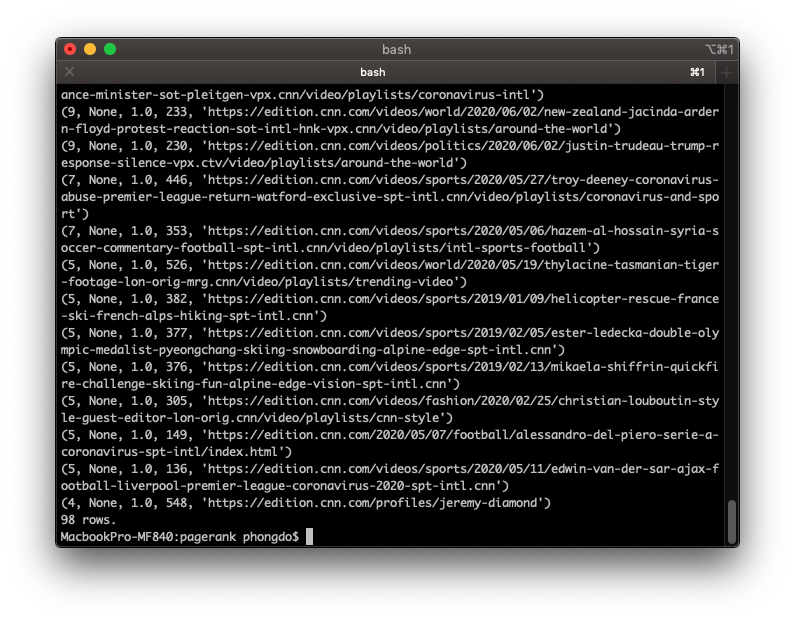 bash
⌥⌘1
bash
⌘1
ance-minister-sot-pleitgen-vpx.cnn/video/playlists/coronavirus-intl')
(9, None, 1.0, 233, 'https://edition.cnn.com/videos/world/2020/06/02/new-zealand-jacinda-arder
n-floyd-protest-reaction-sot-intl-hnk-vpx.cnn/video/playlists/around-the-world')
(9, None, 1.0, 230, 'https://edition.cnn.com/videos/politics/2020/06/02/justin-trudeau-trump-r
esponse-silence-vpx.ctv/video/playlists/around-the-world')
(7, None, 1.0, 446, 'https://edition.cnn.com/videos/sports/2020/05/27/troy-deeney-coronavirus-
abuse-premier-league-return-watford-exclusive-spt-intl.cnn/video/playlists/coronavirus-and-spo
rt')
(7, None, 1.0, 353, 'https://edition.cnn.com/videos/sports/2020/05/06/hazem-al-hossain-syria-s
occer-commentary-football-spt-intl.cnn/video/playlists/intl-sports-football')
(5, None, 1.0, 526, 'https://edition.cnn.com/videos/world/2020/05/19/thylacine-tasmanian-tiger
-footage-lon-orig-mrg.cnn/video/playlists/trending-video')
(5, None, 1.0, 382, 'https://edition.cnn.com/videos/sports/2019/01/09/helicopter-rescue-france
-ski-french-alps-hiking-spt-intl.cnn')
(5, None, 1.0, 377, 'https://edition.cnn.com/videos/sports/2019/02/05/ester-ledecka-double-oly
mpic-medalist-pyeongchang-skiing-snowboarding-alpine-edge-spt-intl.cnn')
(5, None, 1.0, 376, 'https://edition.cnn.com/videos/sports/2019/02/13/mikaela-shiffrin-quickfi
re-challenge-skiing-fun-alpine-edge-vision-spt-intl.cnn')
(5, None, 1.0, 305, 'https://edition.cnn.com/videos/fashion/2020/02/25/christian-louboutin-sty
le-guest-editor-lon-orig.cnn/video/playlists/cnn-style')
(5, None, 1.0, 149, 'https://edition.cnn.com/2020/05/07/football/alessandro-del-piero-serie-a-
coronavirus-spt-intl/index.html')
(5, None, 1.0, 136, 'https://edition.cnn.com/videos/sports/2020/05/11/edwin-van-der-sar-ajax-f
ootball-liverpool-premier-league-coronavirus-2020-spt-intl.cnn')
(4, None, 1.0, 548, 'https://edition.cnn.com/profiles/jeremy-diamond')
98 rows.
MacbookPro-MF840:pagerank phongdo$